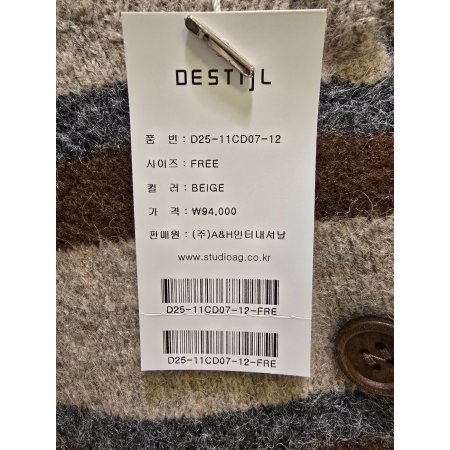 DESTIJL
품 번 : D25-11CD07-12
사이즈 : FREE
컬 러 : BEIGE
가 격 : ₩94,000
판매원 : (주)A&H인터내셔날
www.studioag.co.kr
D25-11CD07-12-FRE
D25-11CD07-12-FRE